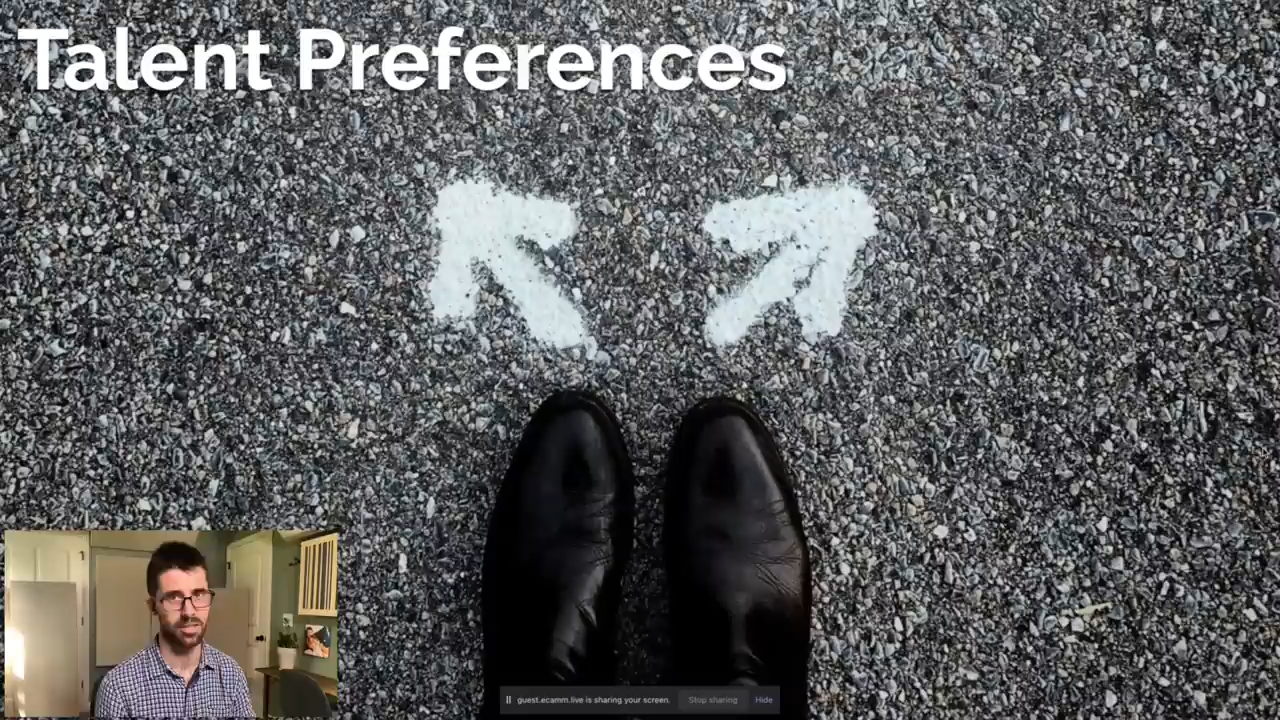 Talent Preferences
guest.ecamm.live is sharing your screen. Stop sharing Hide